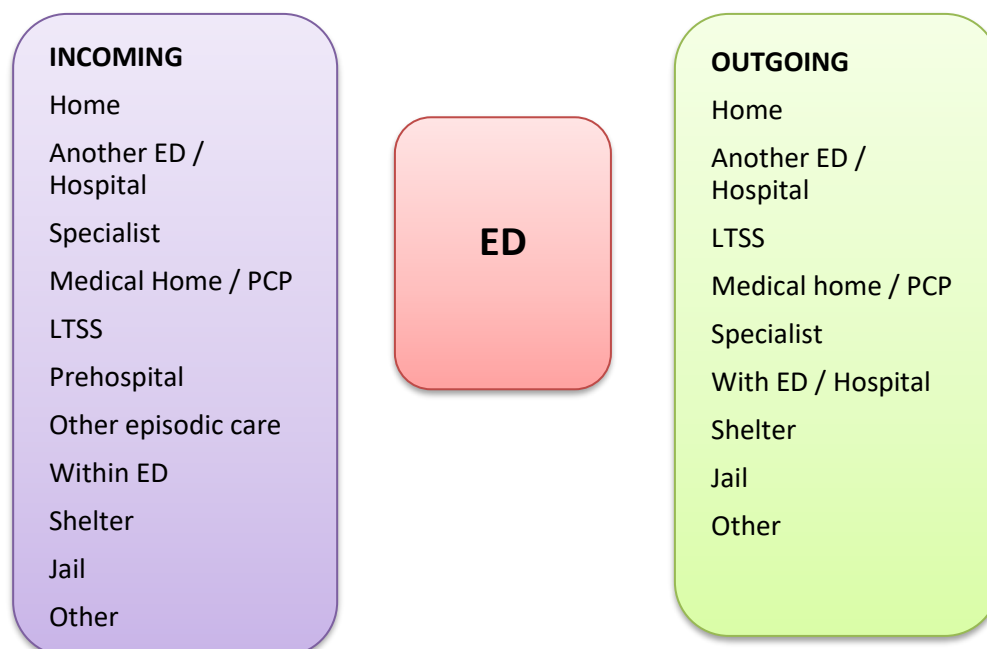 INCOMING
Home
Another ED /
Hospital
Specialist
Medical Home / PCP
LTSS
Prehospital
Other episodic care
Within ED
Shelter
Jail
Other
ED
OUTGOING
Home
Another ED /
Hospital
LTSS
Medical home / PCP
Specialist
With ED / Hospital
Shelter
Jail
Other